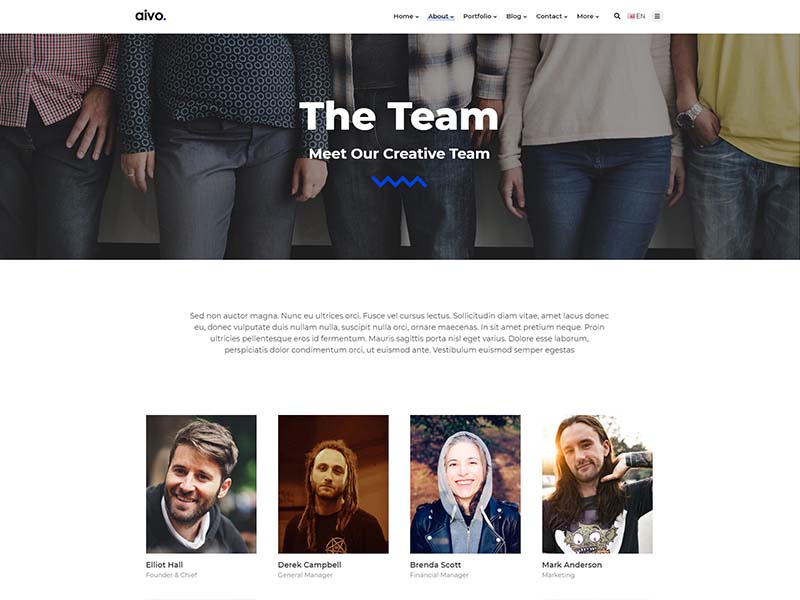 aivo.
Home About Portfolio Blog Contact More EN
The Team
Meet Our Creative Team
Sed non auctor magna. Nunc eu ultrices orci. Fusce vel cursus lectus. Sollicitudin diam vitae, amet lacus donec
eu, donec vulputate duis nullam nulla, suscipit nulla orci, ornare maecenas. In sit amet pretium neque. Proin
ultricies pellentesque eros id fermentum. Mauris sagittis porta nisl eget varius. Dolore esse laborum,
perspiciatis dolor condimentum orci, ut euismod ante. Vestibulum euismod semper egestas
Elliot Hall
Founder & Chief
Derek Campbell
General Manager
Brenda Scott
Financial Manager
Mark Anderson
Marketing